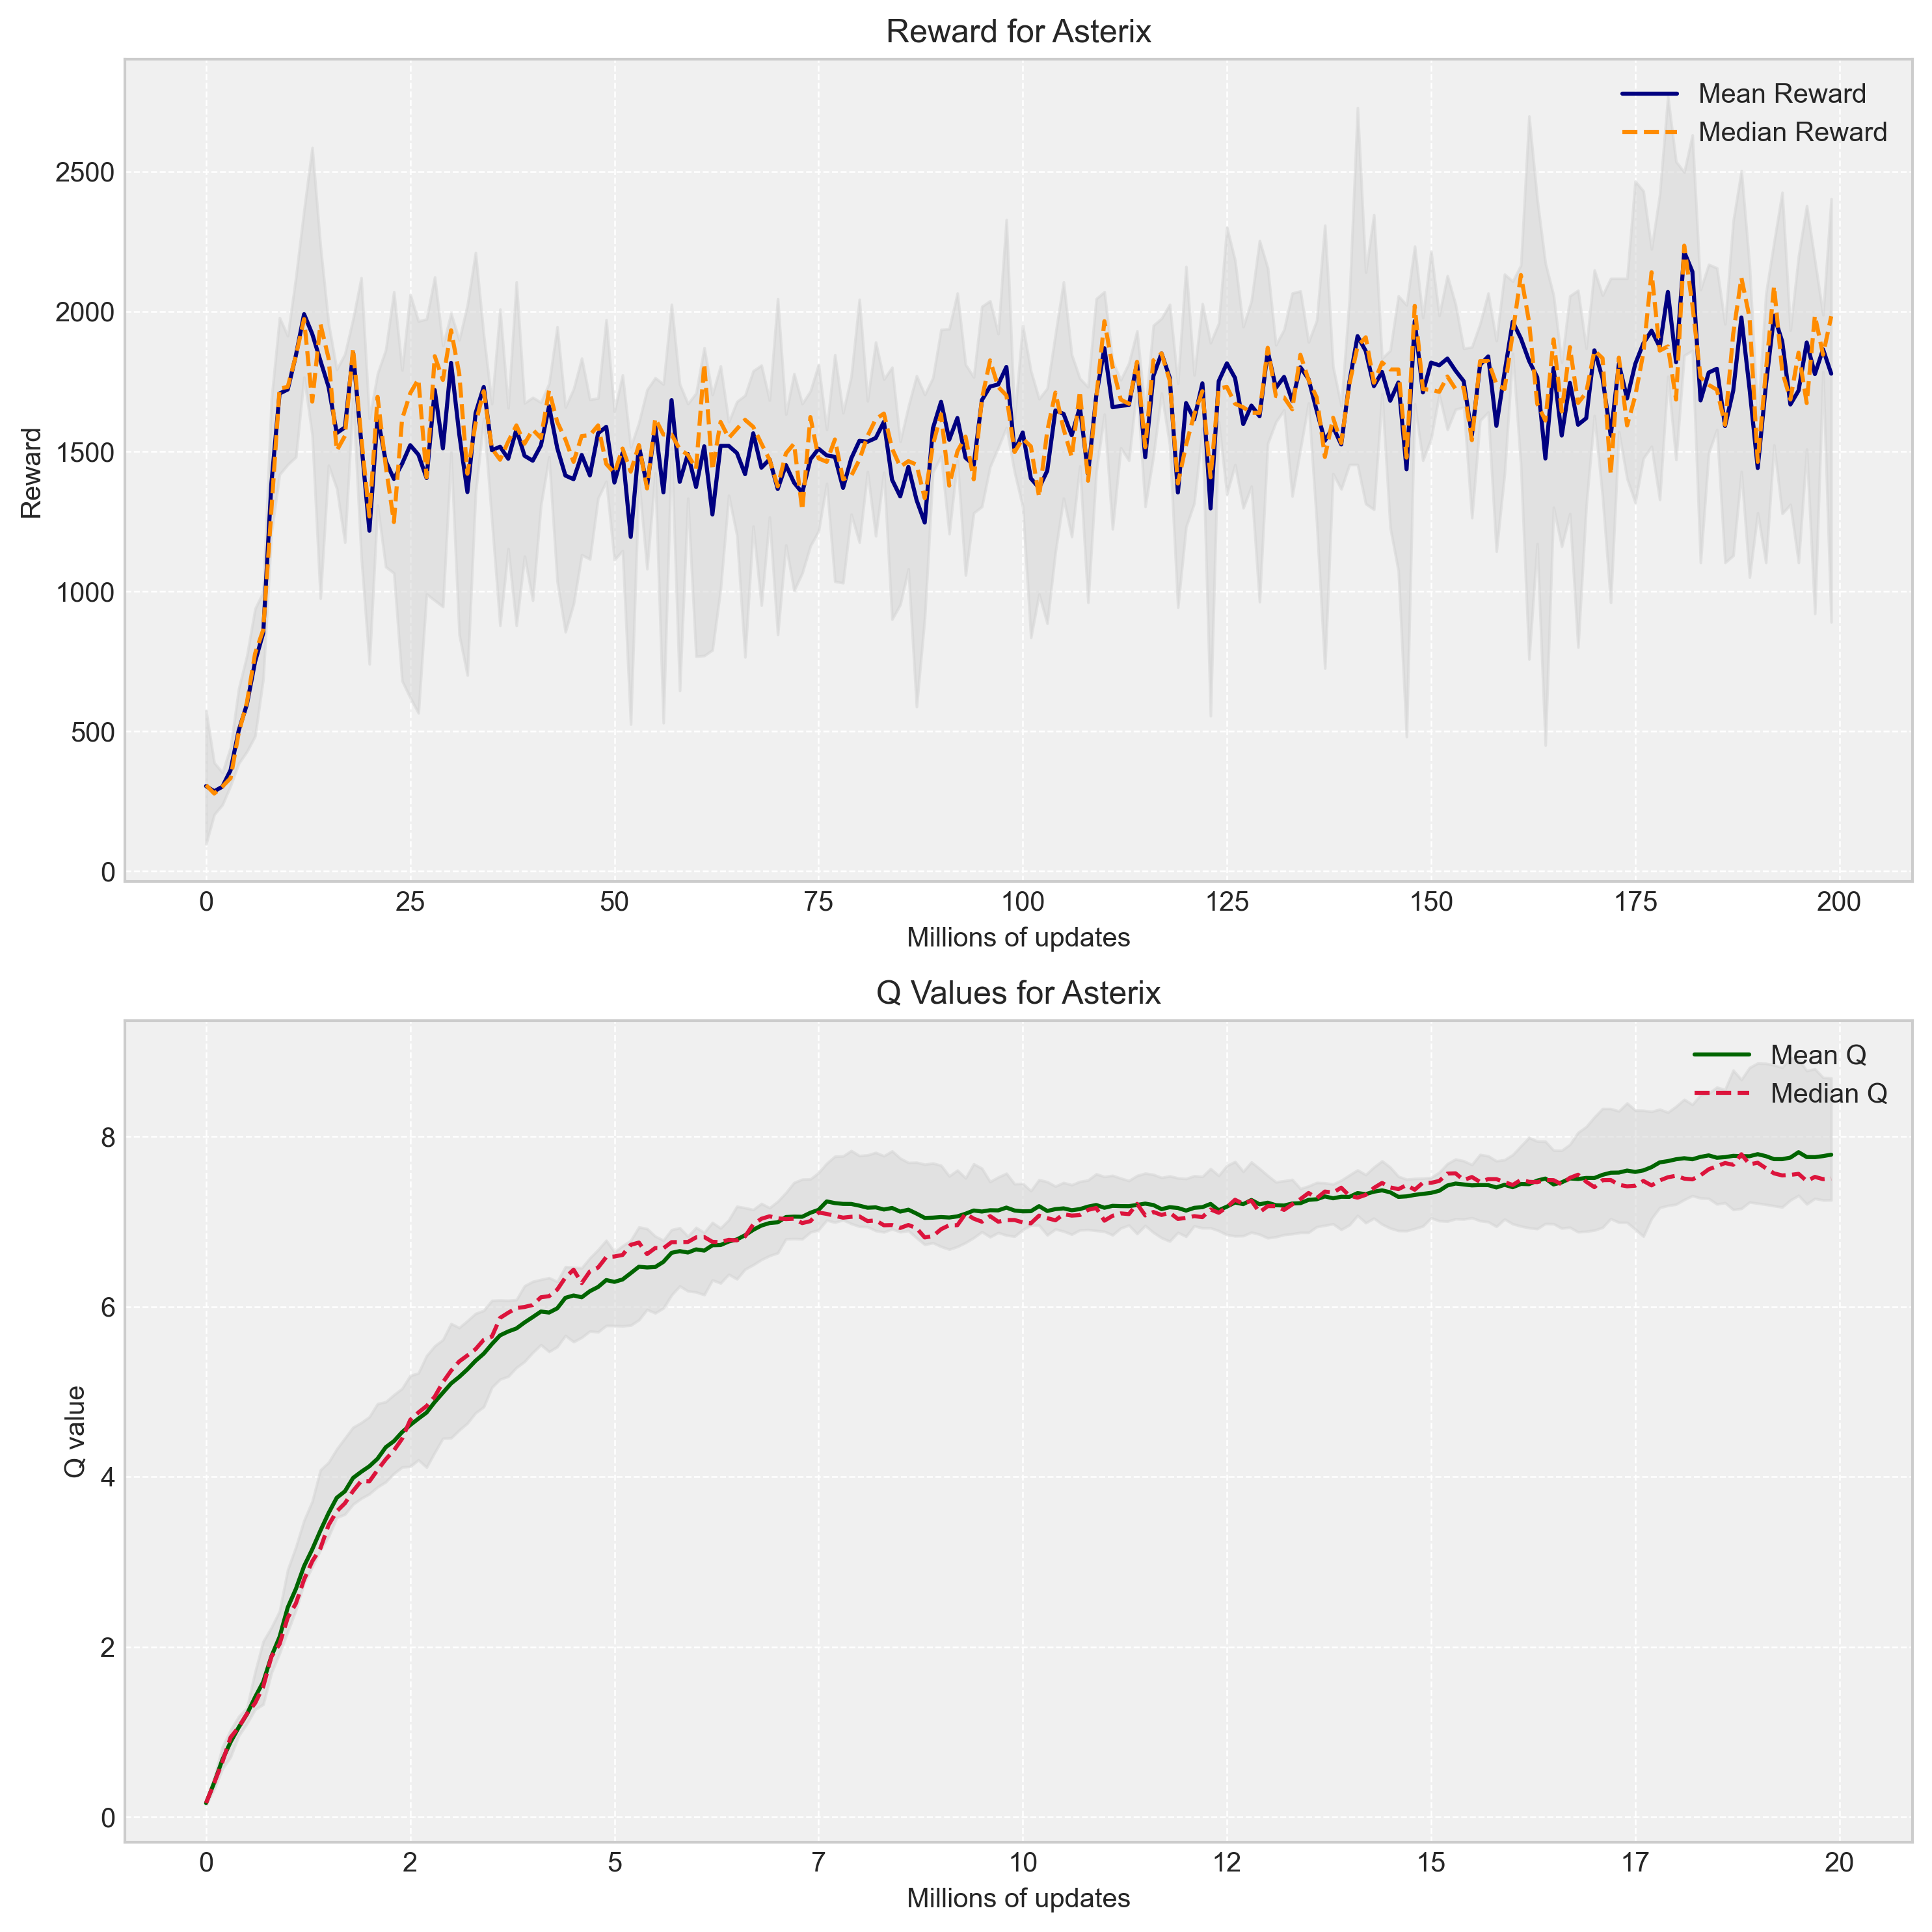 Reward for Asterix
Mean Reward
Median Reward
2500
2000
1500
1000
500
0
Reward
0 25 50 75 100 125 150 175 200
Millions of updates
Q Values for Asterix
Mean Q
Median Q
8
6
4
2
0
Q value
0 2 5 7 10 12 15 17 20
Millions of updates